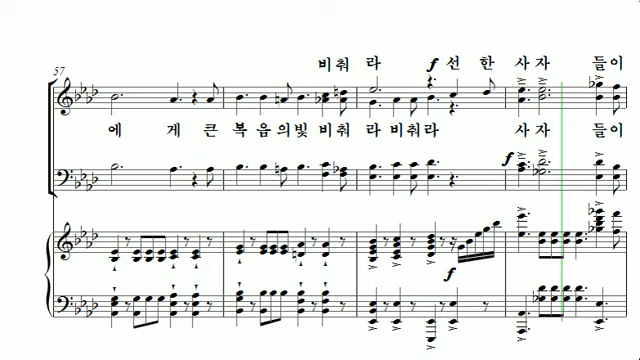 비춰 라 f 선 한 사 자 들이
57
에 게 큰 복 음의빛 비춰 라비춰라 사 자 들이
f
f